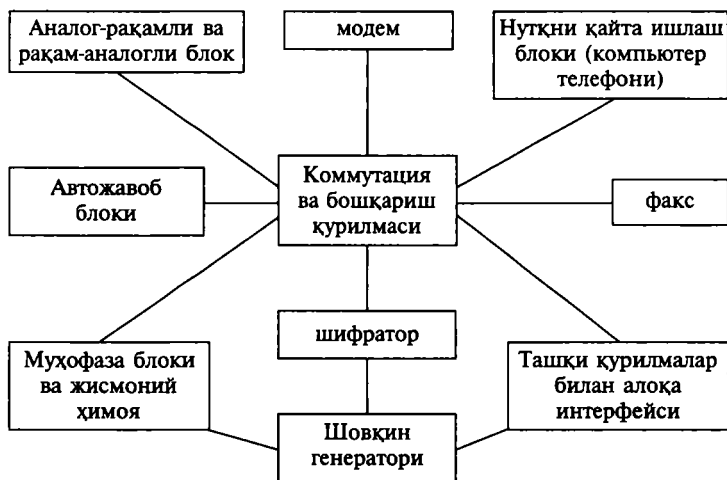 Аналог-рақамли ва
рақам-аналогли блок
модем
Нутқни қайта ишлаш
блоки (компьютер
телефони)
Автожавоб
блоки
Коммутация
ва бошқариш
қурилмаси
факс
шифратор
Муҳофаза блоки
ва жисмоний
ҳимоя
Ташқи қурилмалар
билан алоқа
интерфейси
Шовқин
генератори